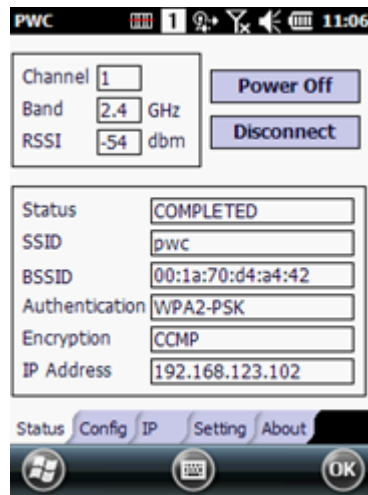 PWC 1 11:06
Channel 1
Band 2.4 GHz
RSSI -54 dbm
Power Off
Disconnect
Status COMPLETED
SSID pwc
BSSID 00:1a:70:d4:a4:42
Authentication WPA2-PSK
Encryption CCMP
IP Address 192.168.123.102
Status Config IP Setting About
OK